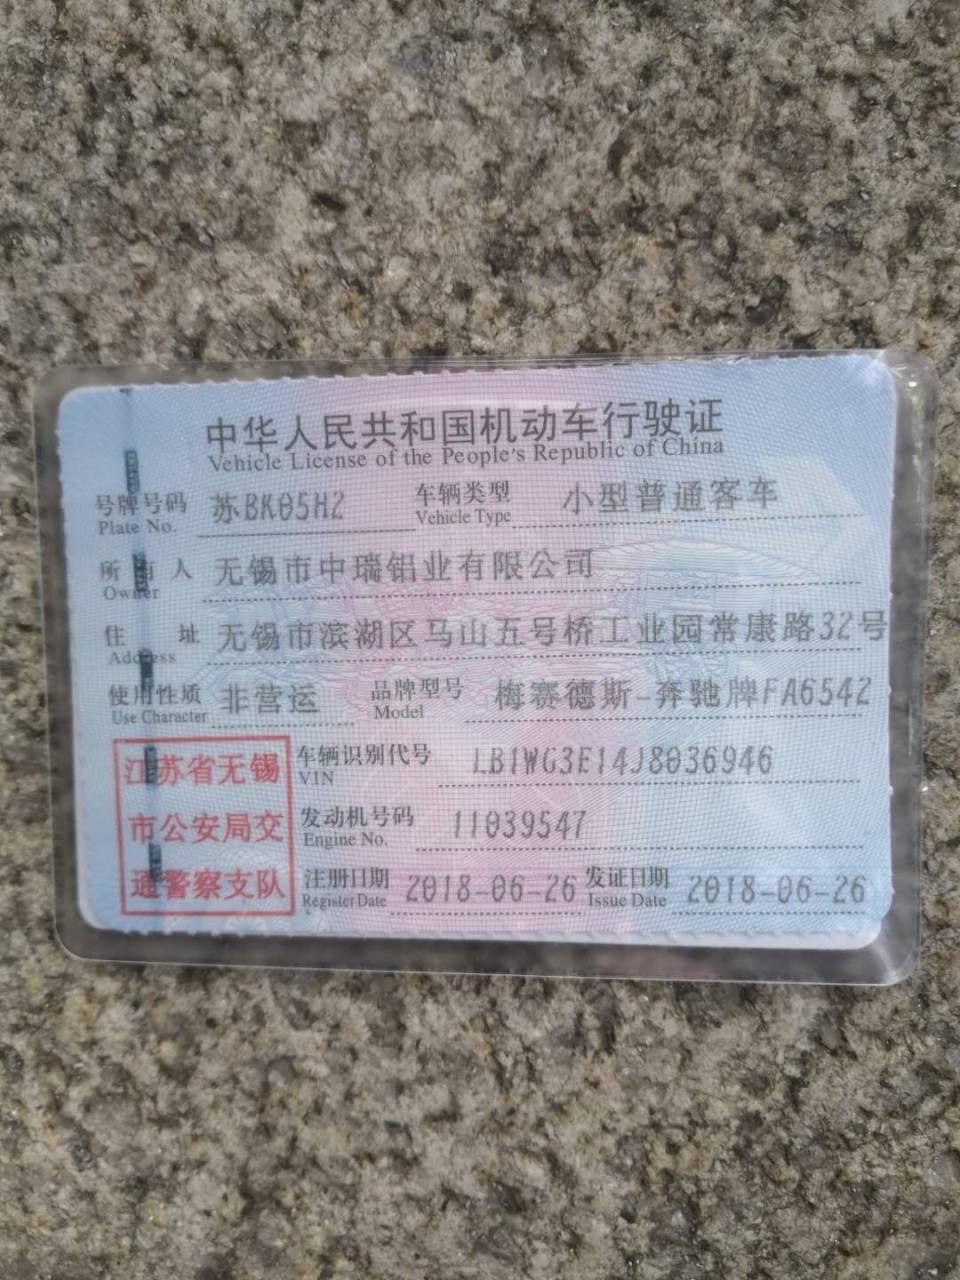 中华人民共和国机动车行驶证
Vehicle License of the People's Republic of China
号牌号码 苏BK05H2 车辆类型 小型普通客车
Plate No. Vehicle Type
所有人 无锡市中瑞铝业有限公司
Owner
住址 无锡市滨湖区马山五号桥工业园常康路32号
Address
使用性质 非营运 品牌型号 梅赛德斯-奔驰牌FA6542
Use Character Model
江苏省无锡
市公安局交
通警察支队
车辆识别代号 LB1WG3E14J8036946
VIN
发动机号码 11039547
Engine No.
注册日期 2018-06-26 发证日期 2018-06-26
Register Date Issue Date